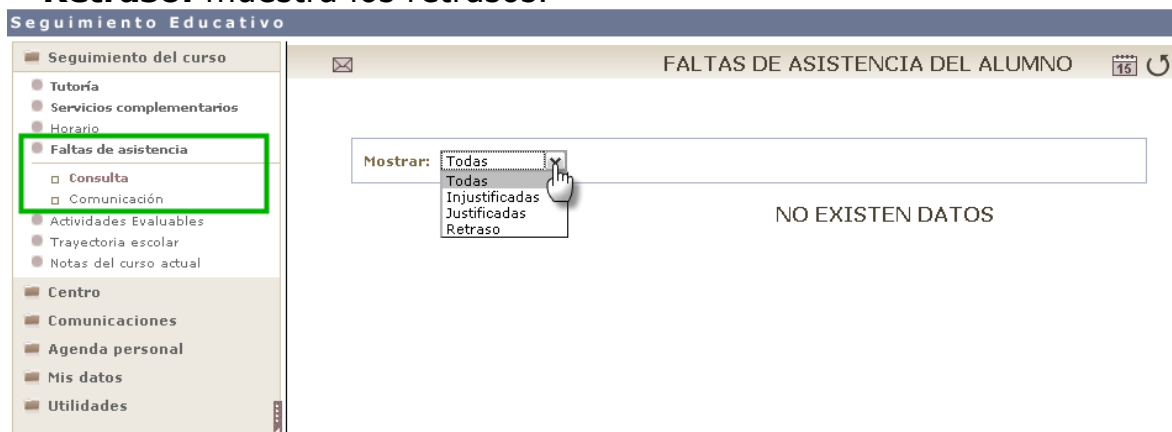 Retraso: muestra los retrasos.
Seguimiento Educativo
Seguimiento del curso
Tutoría
Servicios complementarios
Horario
Faltas de asistencia
Consulta
Comunicación
Actividades Evaluables
Trayectoria escolar
Notas del curso actual
Centro
Comunicaciones
Agenda personal
Mis datos
Utilidades
FALTAS DE ASISTENCIA DEL ALUMNO
15
Mostrar: Todas
Todas
Injustificadas
Justificadas
Retraso
NO EXISTEN DATOS